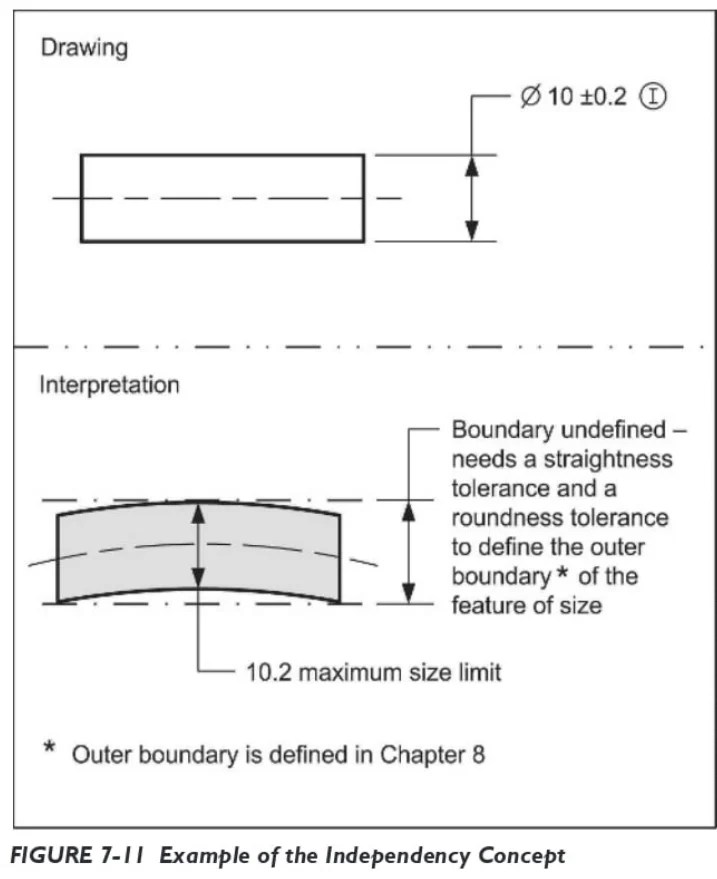 Drawing
Ø 10 ±0.2 Ⓘ
Interpretation
Boundary undefined –
needs a straightness
tolerance and a
roundness tolerance
to define the outer
boundary * of the
feature of size
10.2 maximum size limit
* Outer boundary is defined in Chapter 8
FIGURE 7-11 Example of the Independency Concept